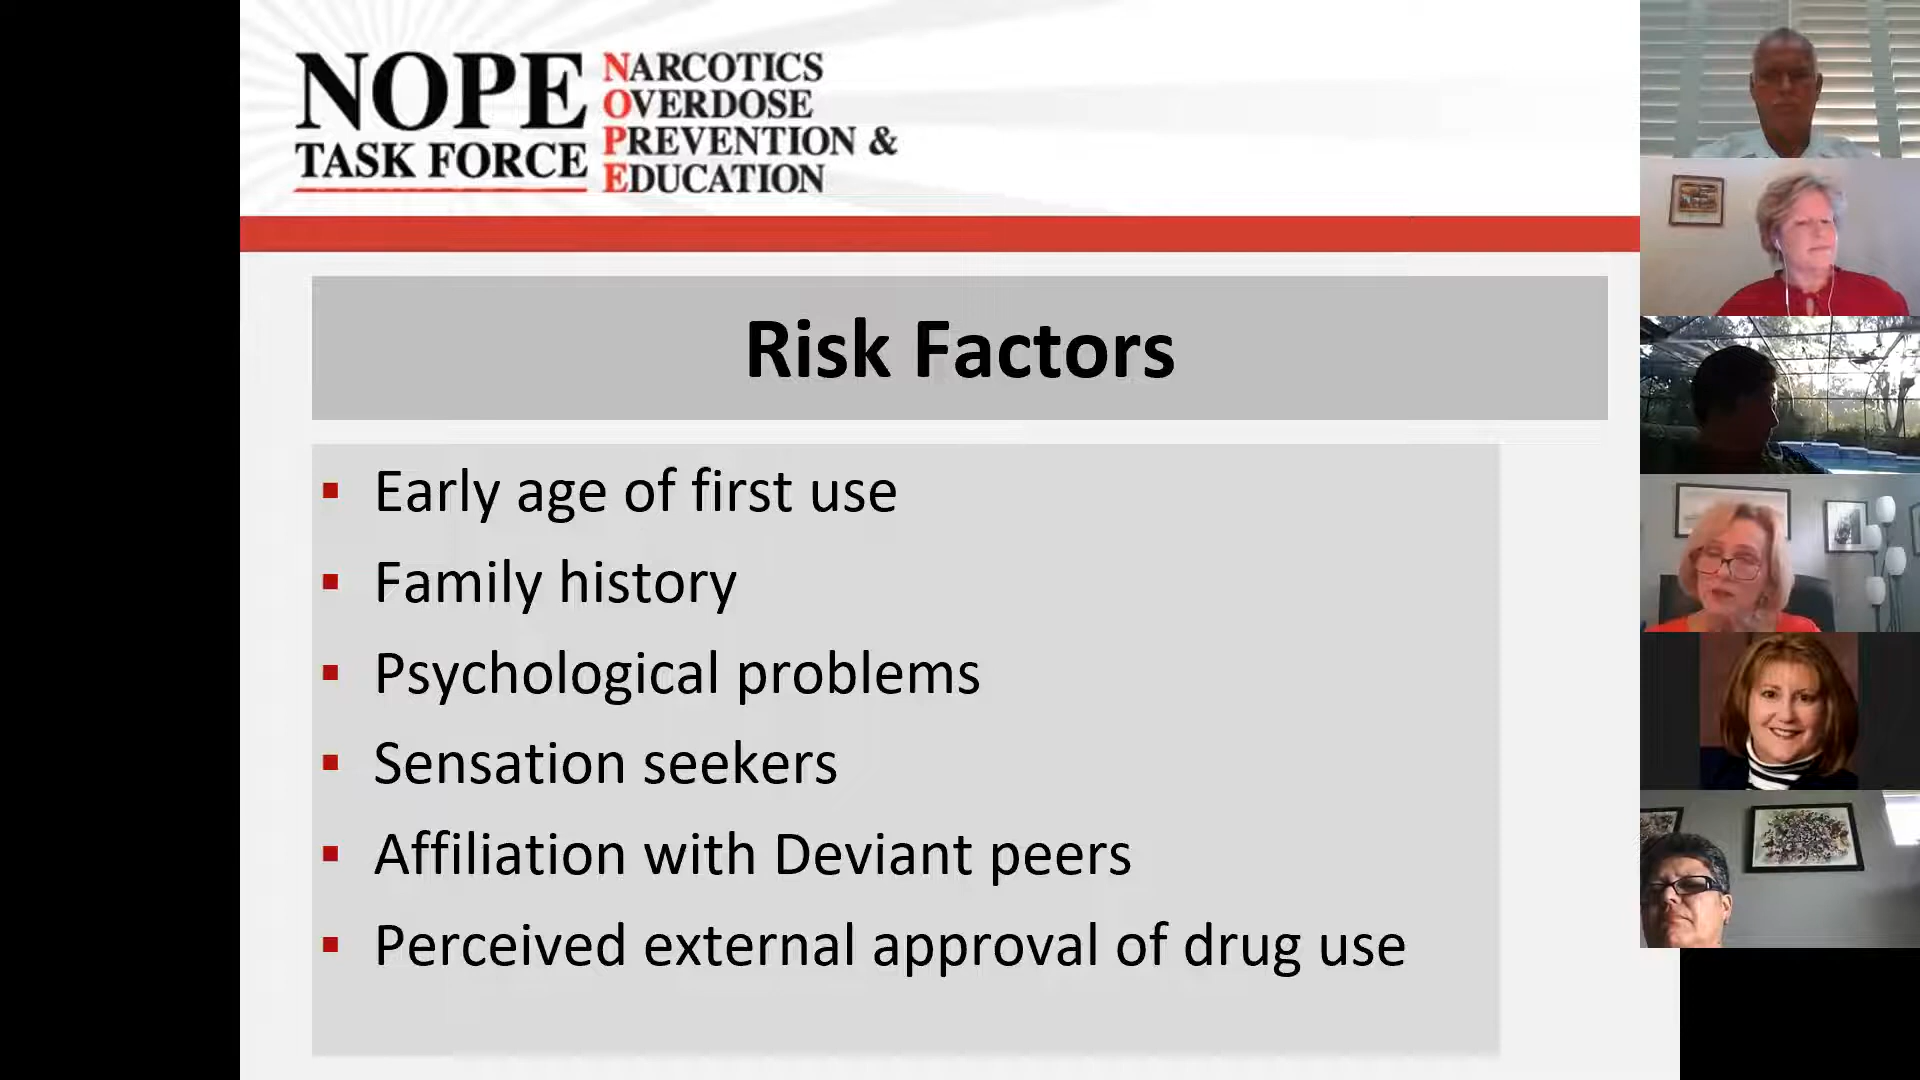 NOPE
TASK FORCE
NARCOTICS
OVERDOSE
PREVENTION &
EDUCATION
Risk Factors
Early age of first use
Family history
Psychological problems
Sensation seekers
Affiliation with Deviant peers
Perceived external approval of drug use